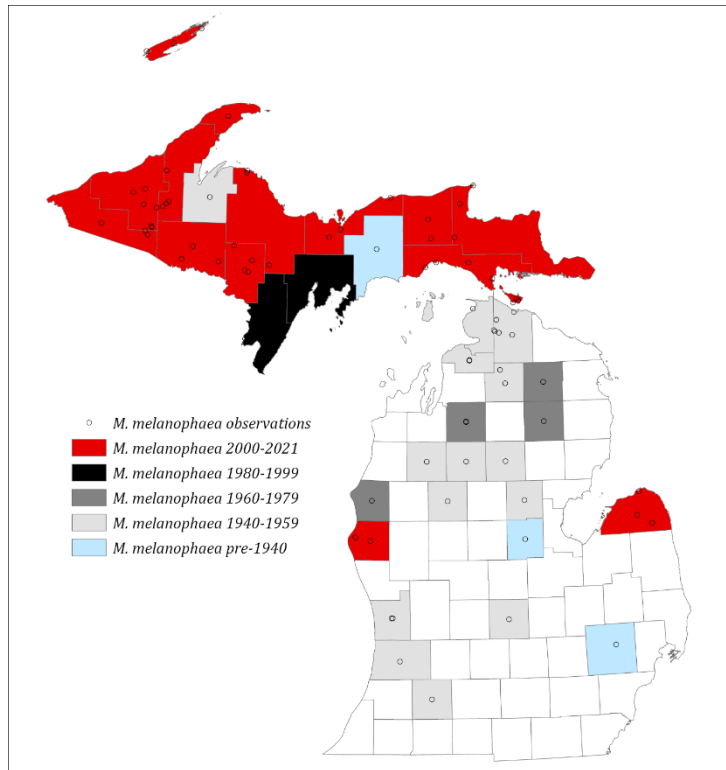 M. melanophaea observations
M. melanophaea 2000-2021
M. melanophaea 1980-1999
M. melanophaea 1960-1979
M. melanophaea 1940-1959
M. melanophaea pre-1940